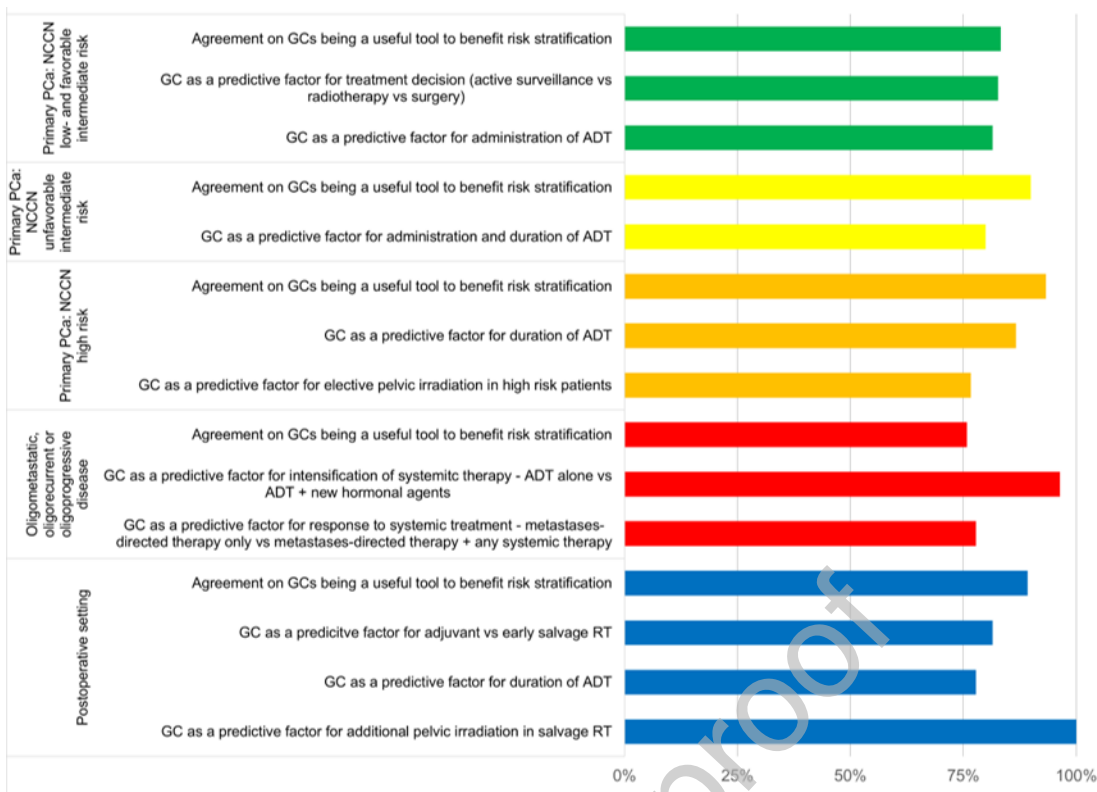 Primary PCa: NCCN
low- and favorable
intermediate risk
Agreement on GCs being a useful tool to benefit risk stratification
GC as a predictive factor for treatment decision (active surveillance vs
radiotherapy vs surgery)
GC as a predictive factor for administration of ADT
Primary PCa:
NCCN
unfavorable
intermediate
risk
Agreement on GCs being a useful tool to benefit risk stratification
GC as a predictive factor for administration and duration of ADT
Primary PCa: NCCN
high risk
Agreement on GCs being a useful tool to benefit risk stratification
GC as a predictive factor for duration of ADT
GC as a predictive factor for elective pelvic irradiation in high risk patients
Oligometastatic,
oligorecurrent or
oligoprogressive
disease
Agreement on GCs being a useful tool to benefit risk stratification
GC as a predictive factor for intensification of systemitc therapy - ADT alone vs
ADT + new hormonal agents
GC as a predictive factor for response to systemic treatment - metastases-
directed therapy only vs metastases-directed therapy + any systemic therapy
Postoperative setting
Agreement on GCs being a useful tool to benefit risk stratification
GC as a predicitve factor for adjuvant vs early salvage RT
GC as a predictive factor for duration of ADT
GC as a predictive factor for additional pelvic irradiation in salvage RT
0% 25% 50% 75% 100%
proof